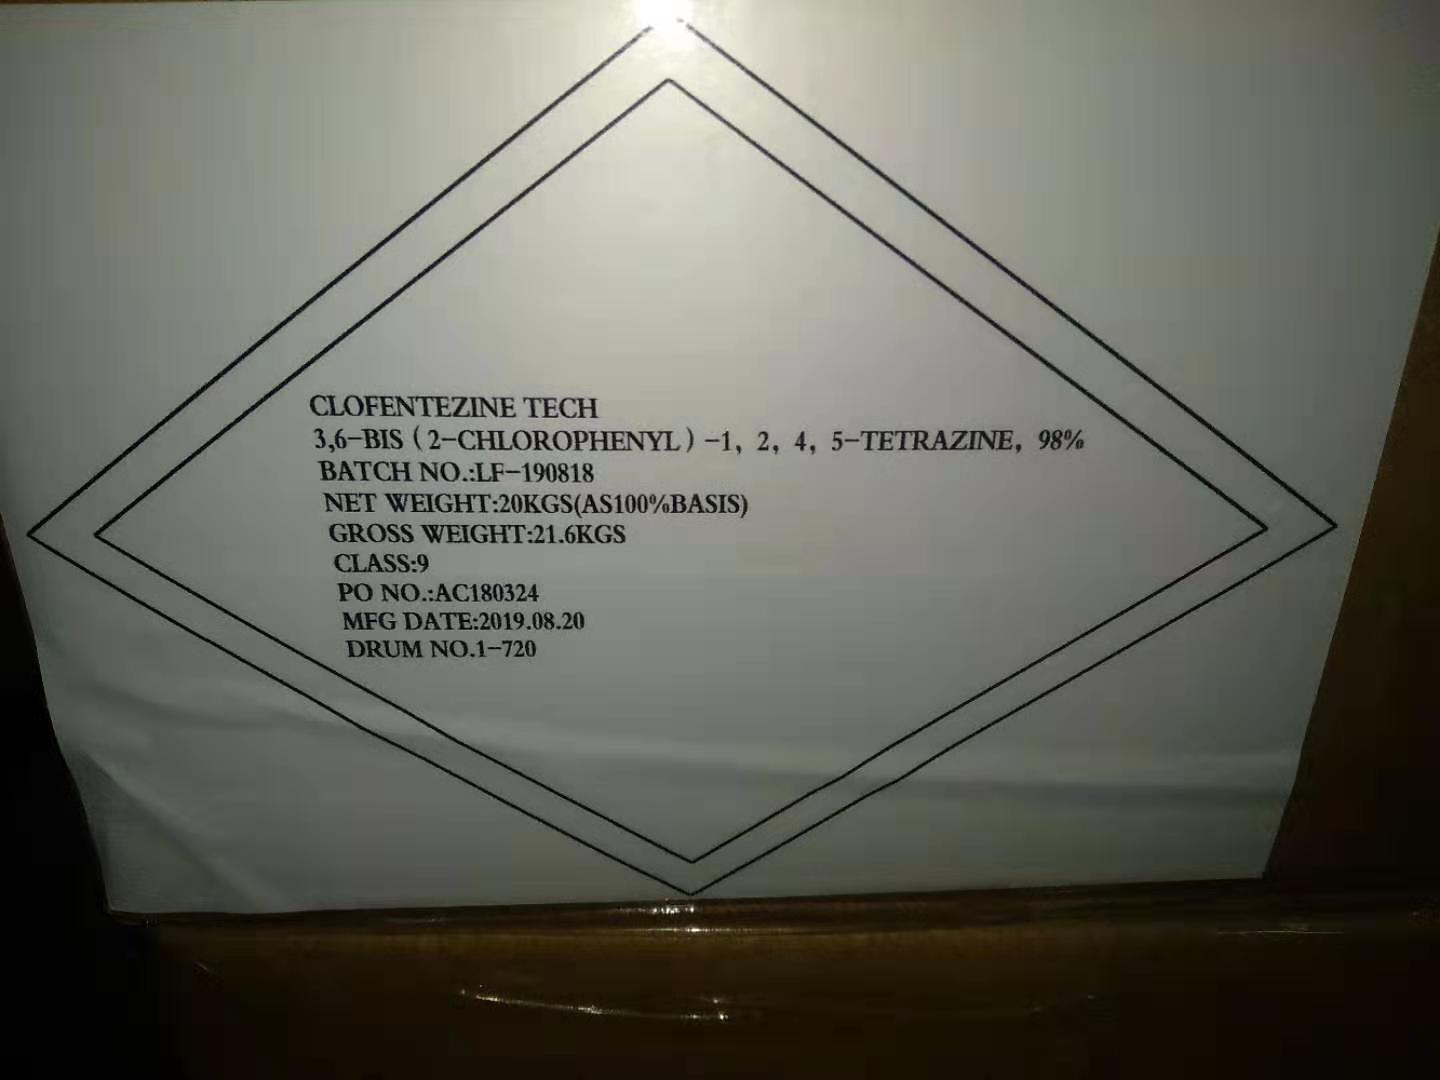 CLOFENTEZINE TECH
3,6-BIS（2-CHLOROPHENYL）-1，2，4，5-TETRAZINE，98%
BATCH NO.:LF-190818
NET WEIGHT:20KGS(AS100%BASIS)
GROSS WEIGHT:21.6KGS
CLASS:9
PO NO.:AC180324
MFG DATE:2019.08.20
DRUM NO.1-720